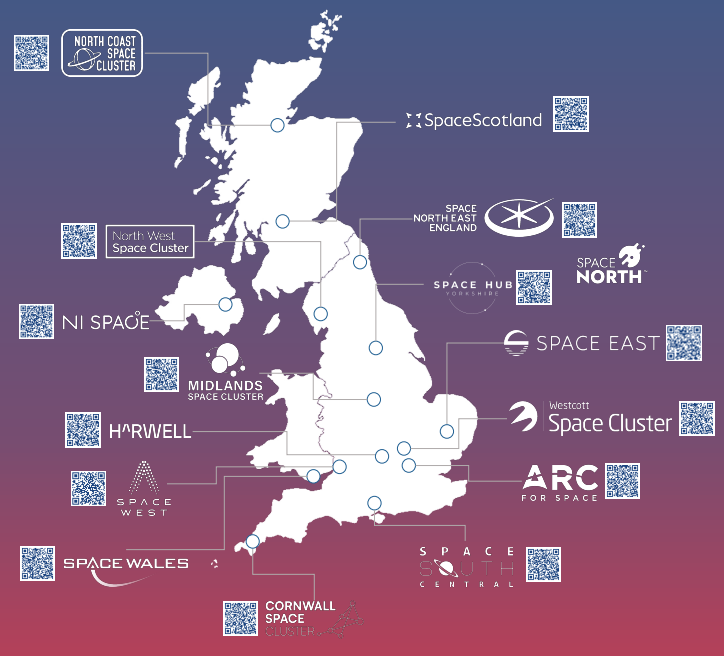 NORTH COAST
SPACE
CLUSTER
SpaceScotland
SPACE
NORTH EAST
ENGLAND
North West
Space Cluster
SPACE
NORTH™
SPACE HUB
YORKSHIRE
NI SPACE
SPACE EAST
MIDLANDS
SPACE CLUSTER
Westcott
Space Cluster
HARWELL
ARC
FOR SPACE
SPACE
WEST
SPACE
SOUTH
CENTRAL
SPACE WALES
CORNWALL
SPACE
CLUSTER